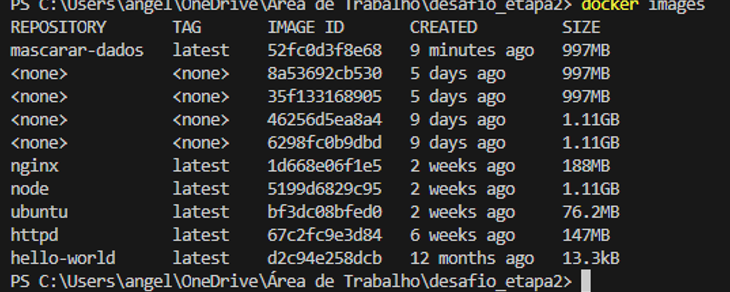 PS C:\Users\angel\OneDrive\Área de Trabalho\desafio_etapa2> docker images
REPOSITORY TAG IMAGE ID CREATED SIZE
mascarar-dados latest 52fc0d3f8e68 9 minutes ago 997MB
<none> <none> 8a53692cb530 5 days ago 997MB
<none> <none> 35f133168905 5 days ago 997MB
<none> <none> 46256d5ea8a4 9 days ago 1.11GB
<none> <none> 6298fc0b9dbd 9 days ago 1.11GB
nginx latest 1d668e06f1e5 2 weeks ago 188MB
node latest 5199d6829c95 2 weeks ago 1.11GB
ubuntu latest bf3dc08bfed0 2 weeks ago 76.2MB
httpd latest 67c2fc9e3d84 6 weeks ago 147MB
hello-world latest d2c94e258dcb 12 months ago 13.3kB
PS C:\Users\angel\OneDrive\Área de Trabalho\desafio_etapa2>